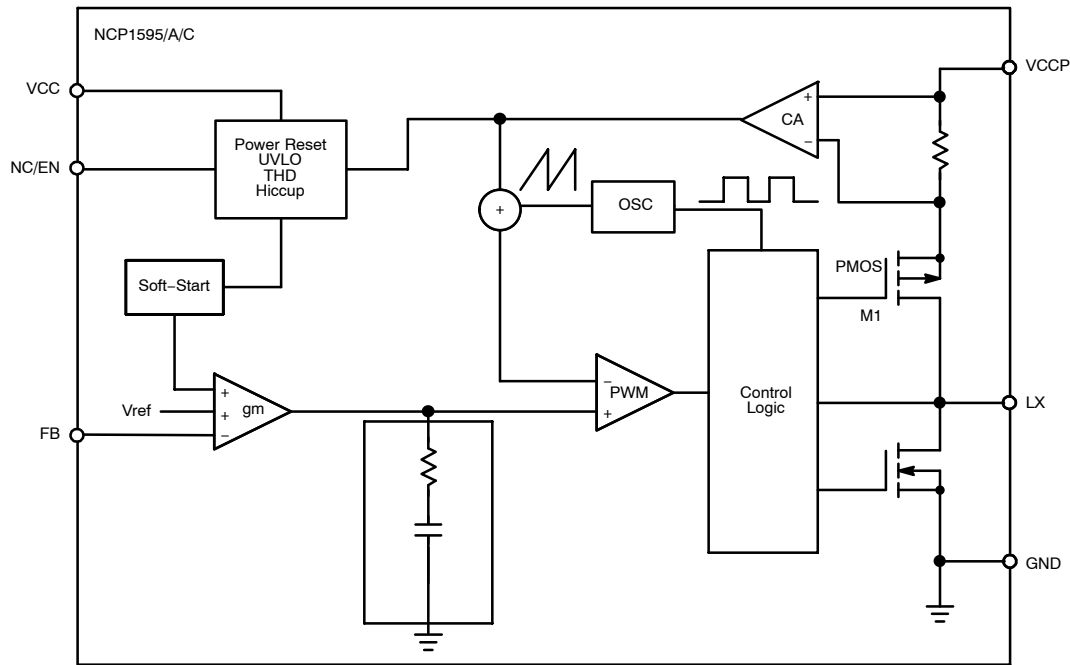 NCP1595/A/C
VCC
VCCP
NC/EN
Power Reset
UVLO
THD
Hiccup
+
CA
−
+
OSC
Soft−Start
PMOS
M1
+
Vref
+
gm
−
FB
−
PWM
+
Control
Logic
LX
GND